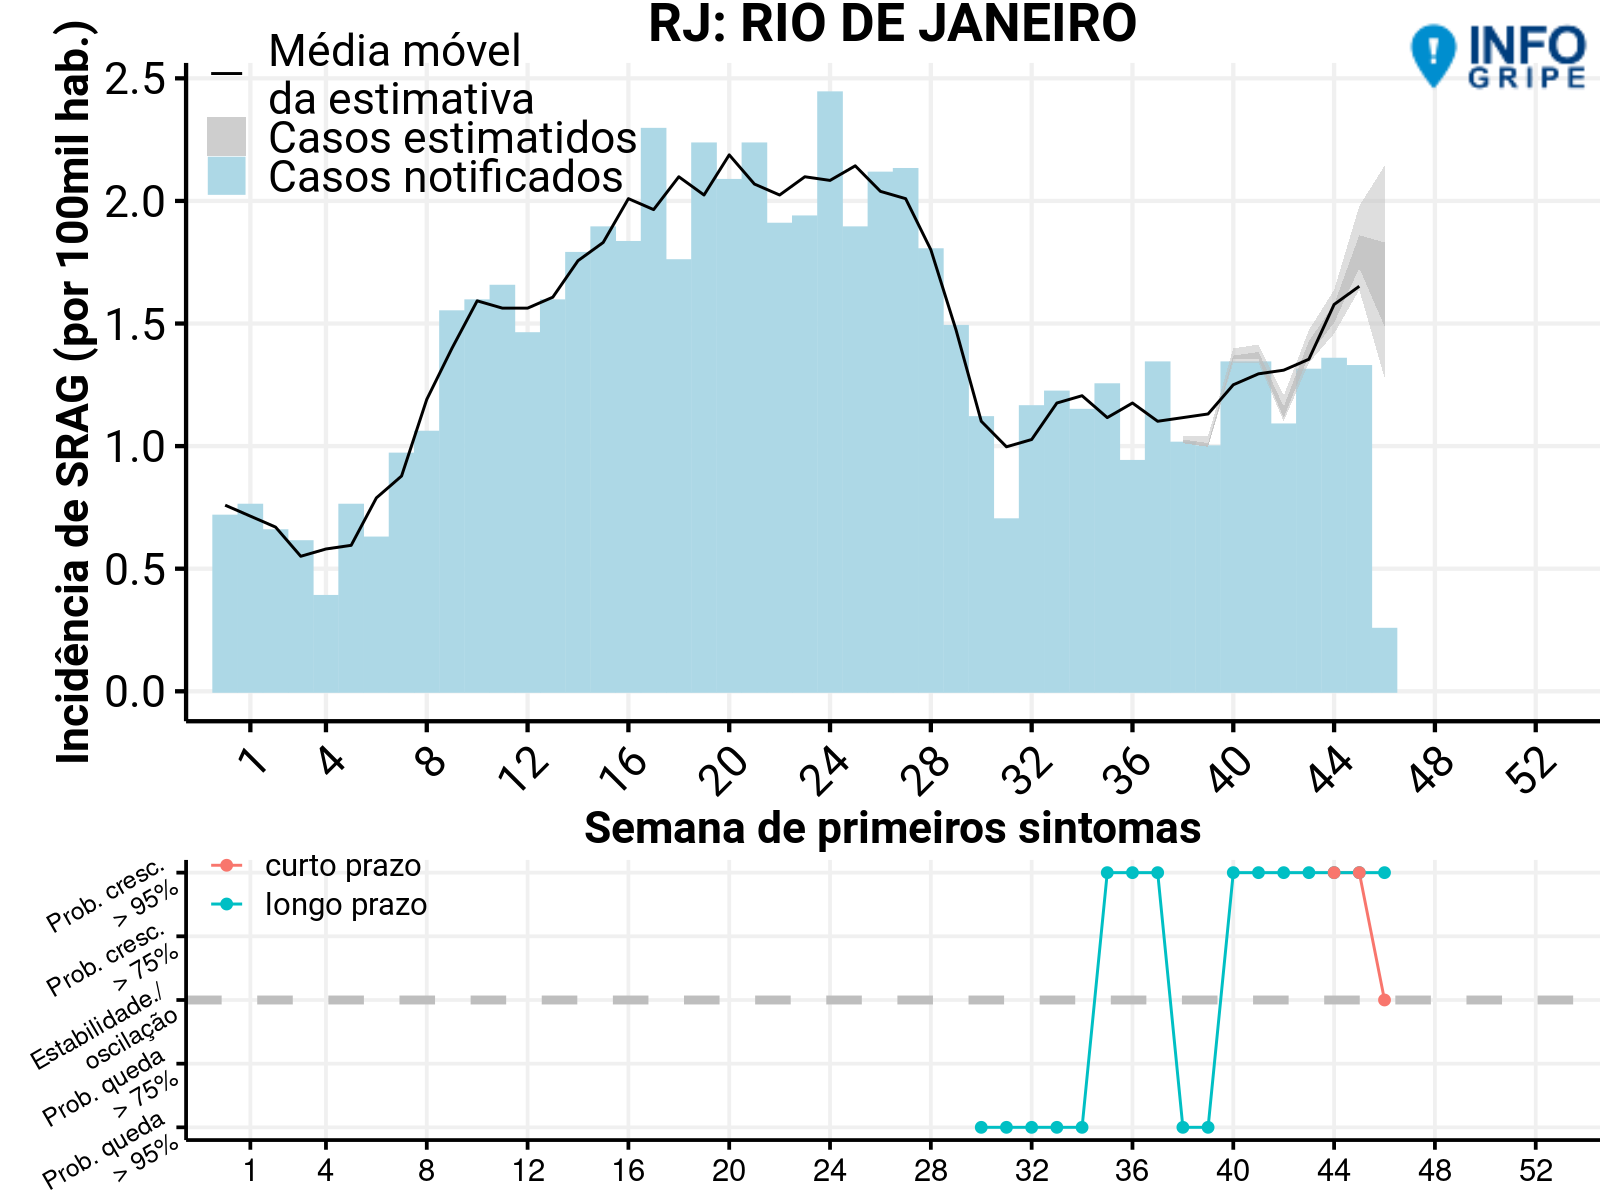 RJ: RIO DE JANEIRO
INFO
GRIPE
Média móvel
da estimativa
Casos estimatidos
Casos notificados
Incidência de SRAG (por 100mil hab.)
2.5
2.0
1.5
1.0
0.5
0.0
1 4 8 12 16 20 24 28 32 36 40 44 48 52
Semana de primeiros sintomas
curto prazo
longo prazo
Prob. cresc.
> 95%
Prob. cresc.
> 75%
Estabilidade./
oscilação
Prob. queda
> 75%
Prob. queda
> 95%
1 4 8 12 16 20 24 28 32 36 40 44 48 52